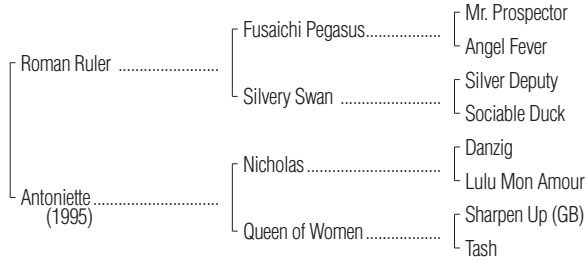 Mr. Prospector
Fusaichi Pegasus
Angel Fever
Roman Ruler
Silver Deputy
Silvery Swan
Sociable Duck
Danzig
Nicholas
Lulu Mon Amour
Antoniette
(1995)
Sharpen Up (GB)
Queen of Women
Tash